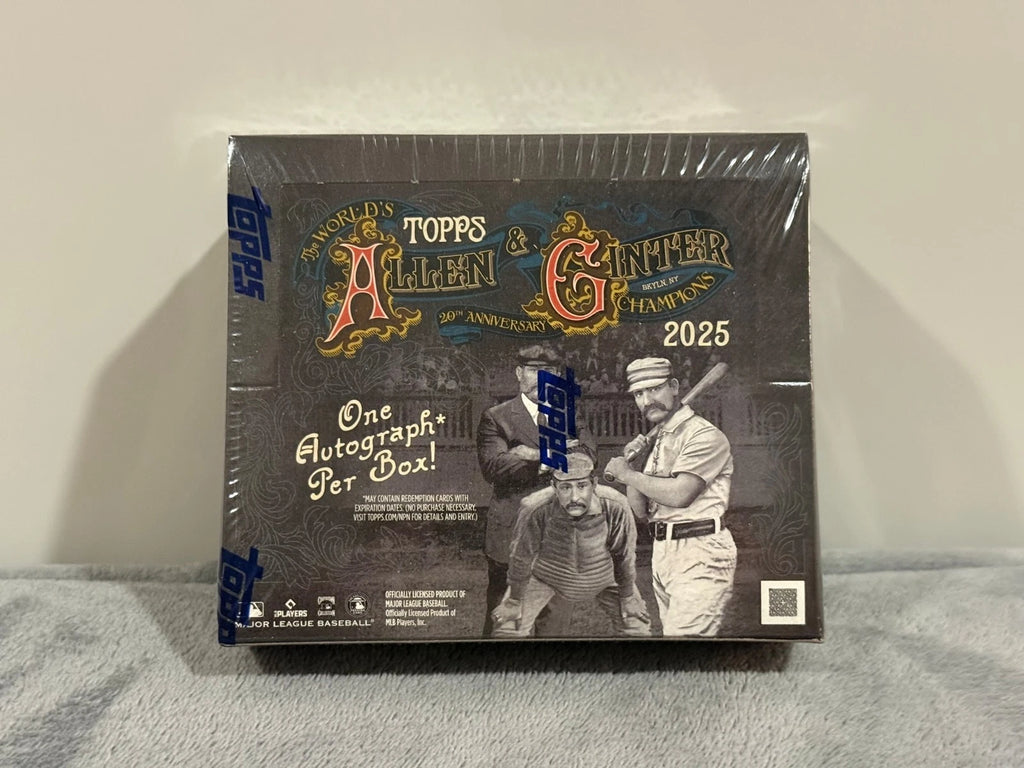 The WORLD'S
TOPPS
ALLEN & GINTER
BKYLN, NY
CHAMPIONS
20TH ANNIVERSARY
2025
topps
topps
One
Autograph*
Per Box!
*MAY CONTAIN REDEMPTION CARDS WITH
EXPIRATION DATES. (NO PURCHASE NECESSARY.
VISIT TOPPS.COM/NPN FOR DETAILS AND ENTRY.)
topps
PLAYERS
MAJOR LEAGUE BASEBALL®
OFFICIALLY LICENSED PRODUCT OF
MAJOR LEAGUE BASEBALL.
Officially Licensed Product of
MLB Players, Inc.